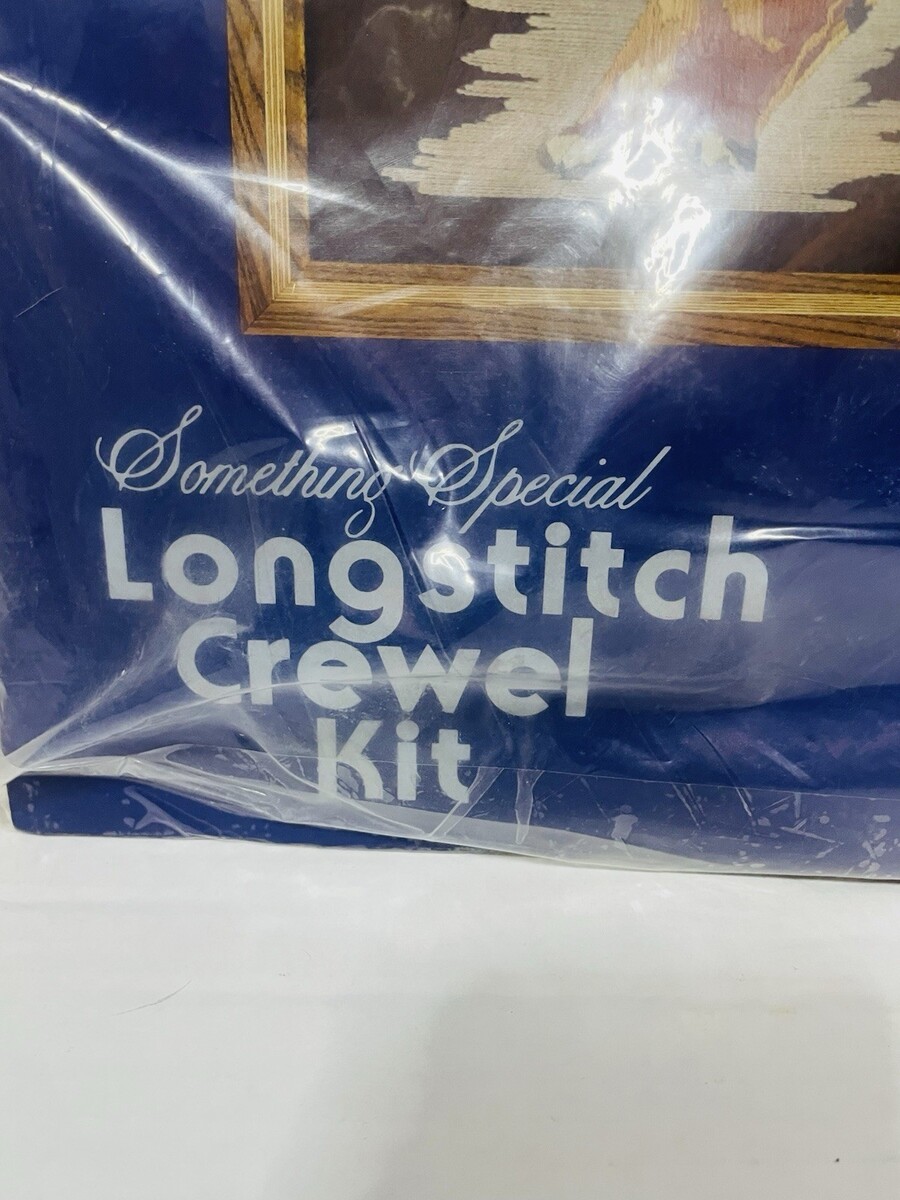 Something Special
Longstitch
Crewel
Kit